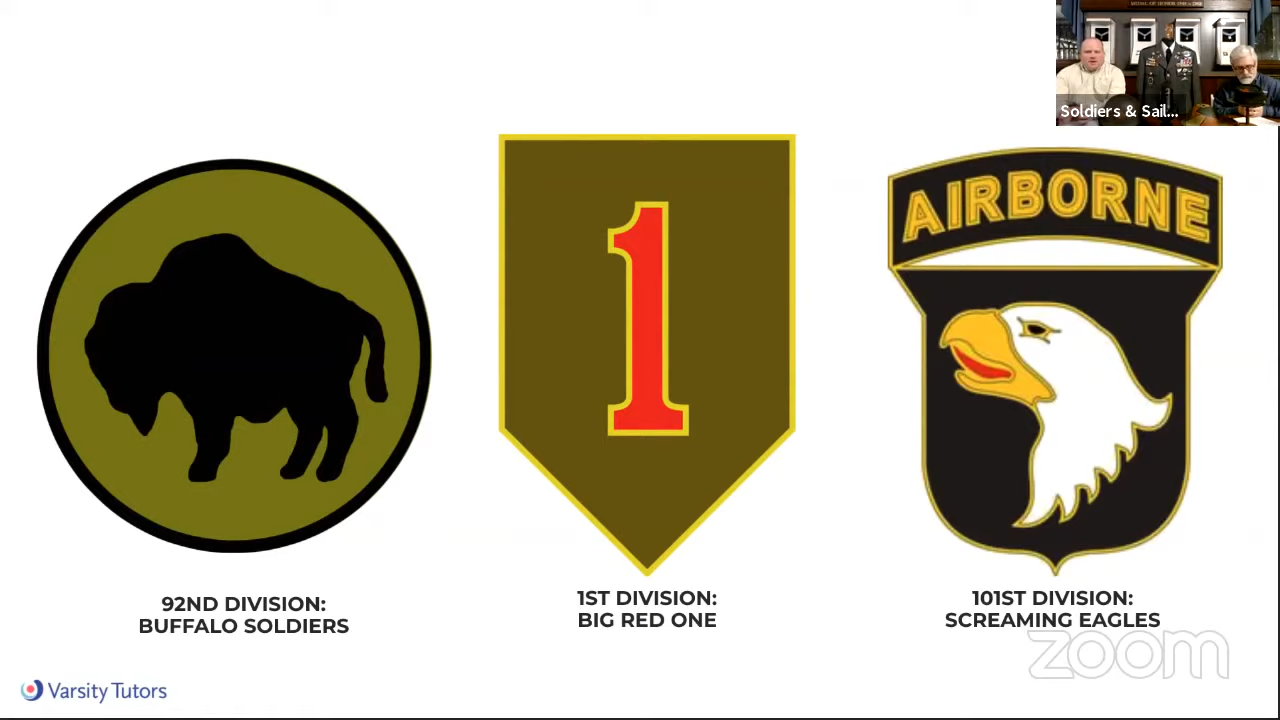 Soldiers & Sail...
AIRBORNE
1
92ND DIVISION:
BUFFALO SOLDIERS
1ST DIVISION:
BIG RED ONE
101ST DIVISION:
SCREAMING EAGLES
zoom
Varsity Tutors